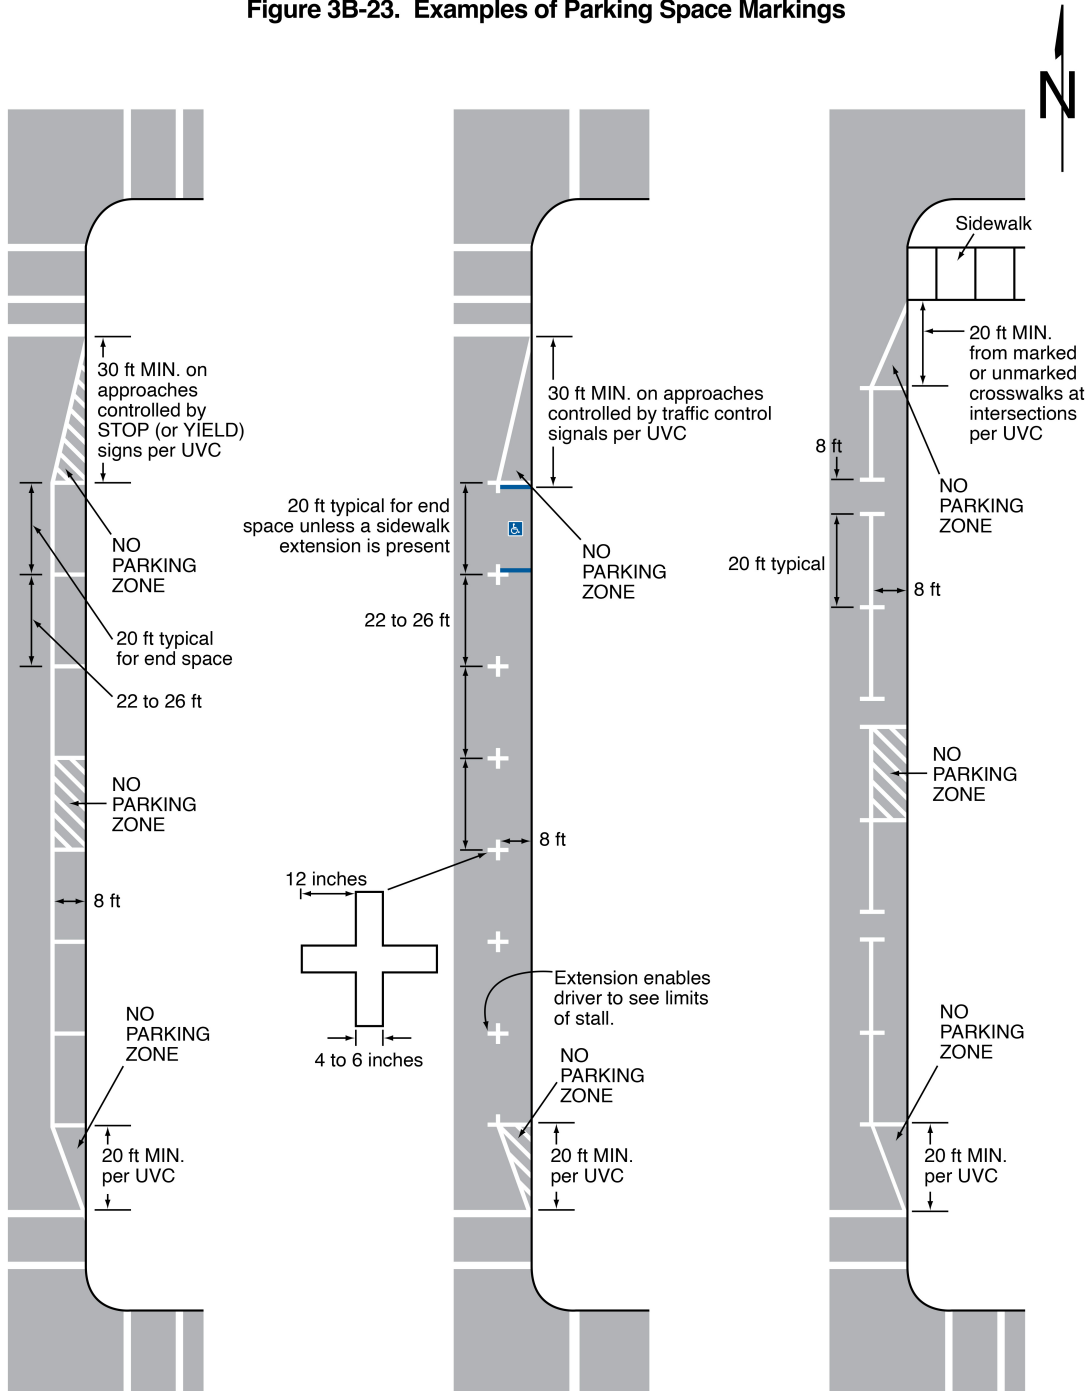 Figure 3B-23.  Examples of Parking Space Markings
N
30 ft MIN. on
approaches
controlled by
STOP (or YIELD)
signs per UVC
NO
PARKING
ZONE
20 ft typical
for end space
22 to 26 ft
NO
PARKING
ZONE
8 ft
NO
PARKING
ZONE
20 ft MIN.
per UVC
30 ft MIN. on approaches
controlled by traffic control
signals per UVC
20 ft typical for end
space unless a sidewalk
extension is present
NO
PARKING
ZONE
22 to 26 ft
8 ft
12 inches
4 to 6 inches
Extension enables
driver to see limits
of stall.
NO
PARKING
ZONE
20 ft MIN.
per UVC
Sidewalk
20 ft MIN.
from marked
or unmarked
crosswalks at
intersections
per UVC
8 ft
NO
PARKING
ZONE
20 ft typical
8 ft
NO
PARKING
ZONE
NO
PARKING
ZONE
20 ft MIN.
per UVC